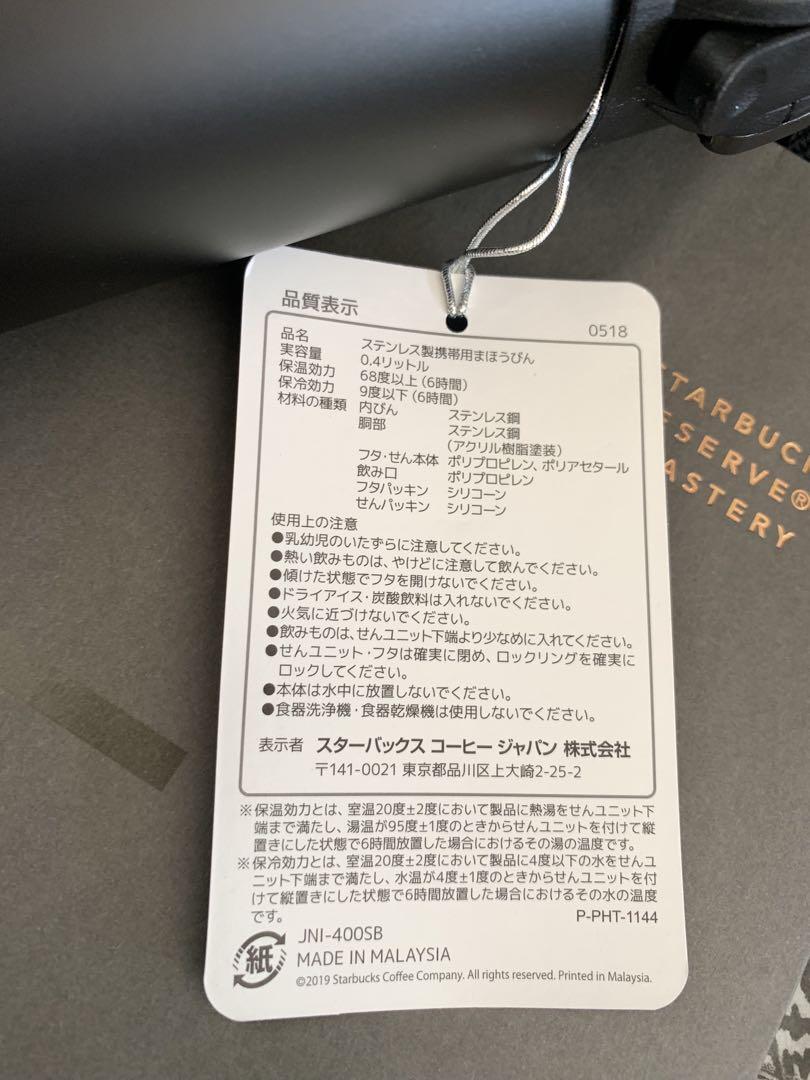 品質表示
0518
品名 ステンレス製携帯用まほうびん
実容量 0.4リットル
保温効力 68度以上(6時間)
保冷効力 9度以下(6時間)
材料の種類 内びん ステンレス鋼
胴部 ステンレス鋼
(アクリル樹脂塗装)
フタ・せん本体 ポリプロピレン、ポリアセタール
飲み口 ポリプロピレン
フタパッキン シリコーン
せんパッキン シリコーン
使用上の注意
●乳幼児のいたずらに注意してください。
●熱い飲みものは、やけどに注意して飲んでください。
●傾けた状態でフタを開けないでください。
●ドライアイス・炭酸飲料は入れないでください。
●火気に近づけないでください。
●飲みものは、せんユニット下端より少なめに入れてください。
●せんユニット・フタは確実に閉め、ロックリングを確実に
ロックしてください。
●本体は水中に放置しないでください。
●食器洗浄機・食器乾燥機は使用しないでください。
表示者 スターバックス コーヒー ジャパン 株式会社
〒141-0021 東京都品川区上大崎2-25-2
※保温効力とは、室温20度±2度において製品に熱湯をせんユニット下
端まで満たし、湯温が95度±1度のときからせんユニットを付けて縦
置きにした状態で6時間放置した場合におけるその湯の温度です。
※保冷効力とは、室温20度±2度において製品に4度以下の水をせんユ
ニット下端まで満たし、水温が4度±1度のときからせんユニットを付
けて縦置きにした状態で6時間放置した場合におけるその水の温度
です。
P-PHT-1144
紙
JNI-400SB
MADE IN MALAYSIA
©2019 Starbucks Coffee Company. All rights reserved. Printed in Malaysia.
STARBUC
ESERVE®
ASTERY